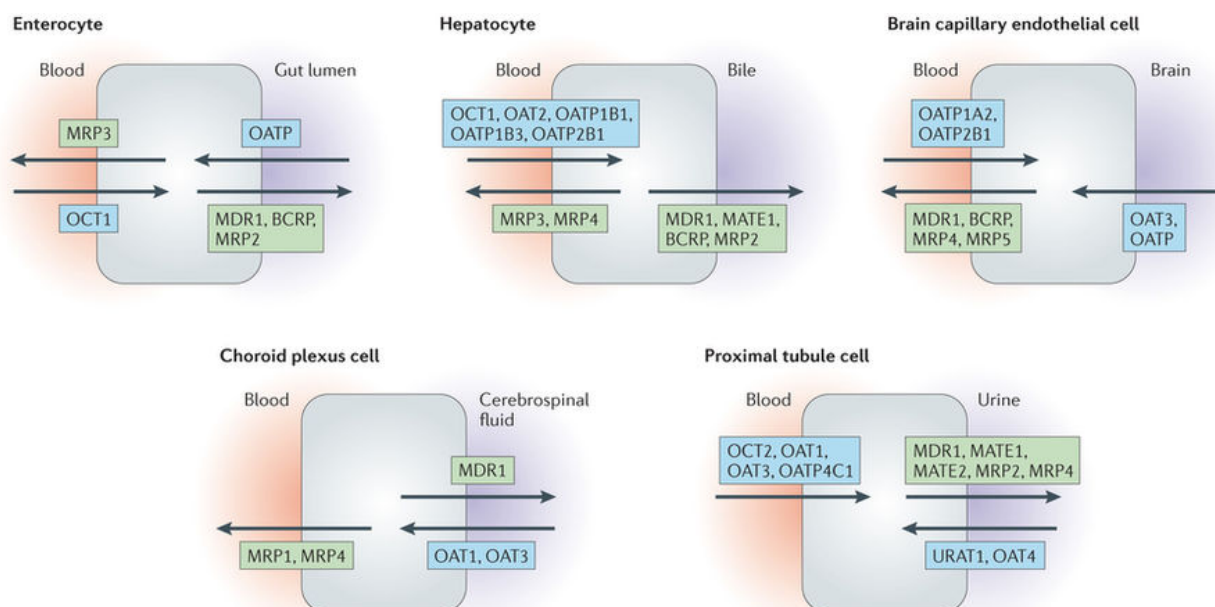 Enterocyte
Blood
Gut lumen
MRP3
OATP
OCT1
MDR1, BCRP,
MRP2
Hepatocyte
Blood
Bile
OCT1, OAT2, OATP1B1,
OATP1B3, OATP2B1
MRP3, MRP4
MDR1, MATE1,
BCRP, MRP2
Brain capillary endothelial cell
Blood
Brain
OATP1A2,
OATP2B1
MDR1, BCRP,
MRP4, MRP5
OAT3,
OATP
Choroid plexus cell
Blood
Cerebrospinal
fluid
MDR1
MRP1, MRP4
OAT1, OAT3
Proximal tubule cell
Blood
Urine
OCT2, OAT1,
OAT3, OATP4C1
MDR1, MATE1,
MATE2, MRP2, MRP4
URAT1, OAT4